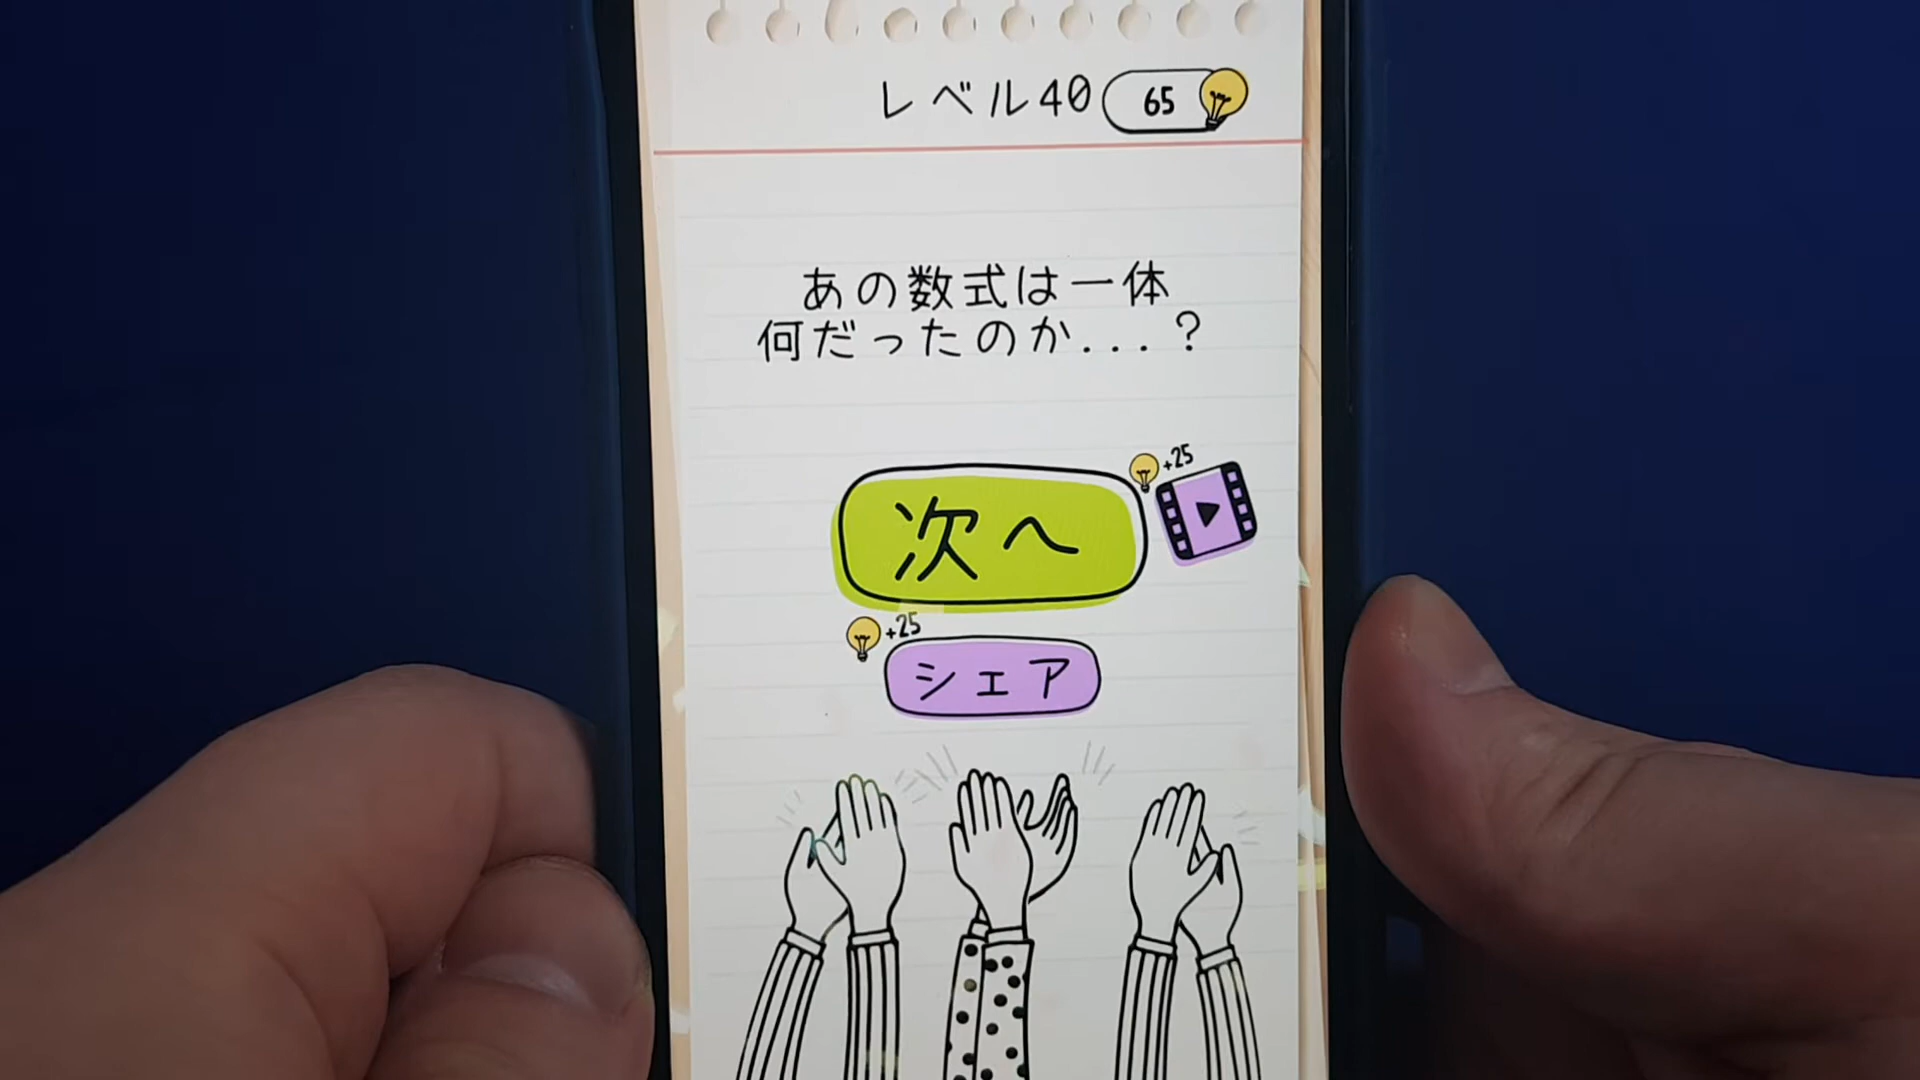 レベル40
65
あの数式は一体
何だったのか...?
+25
次へ
+25
シェア